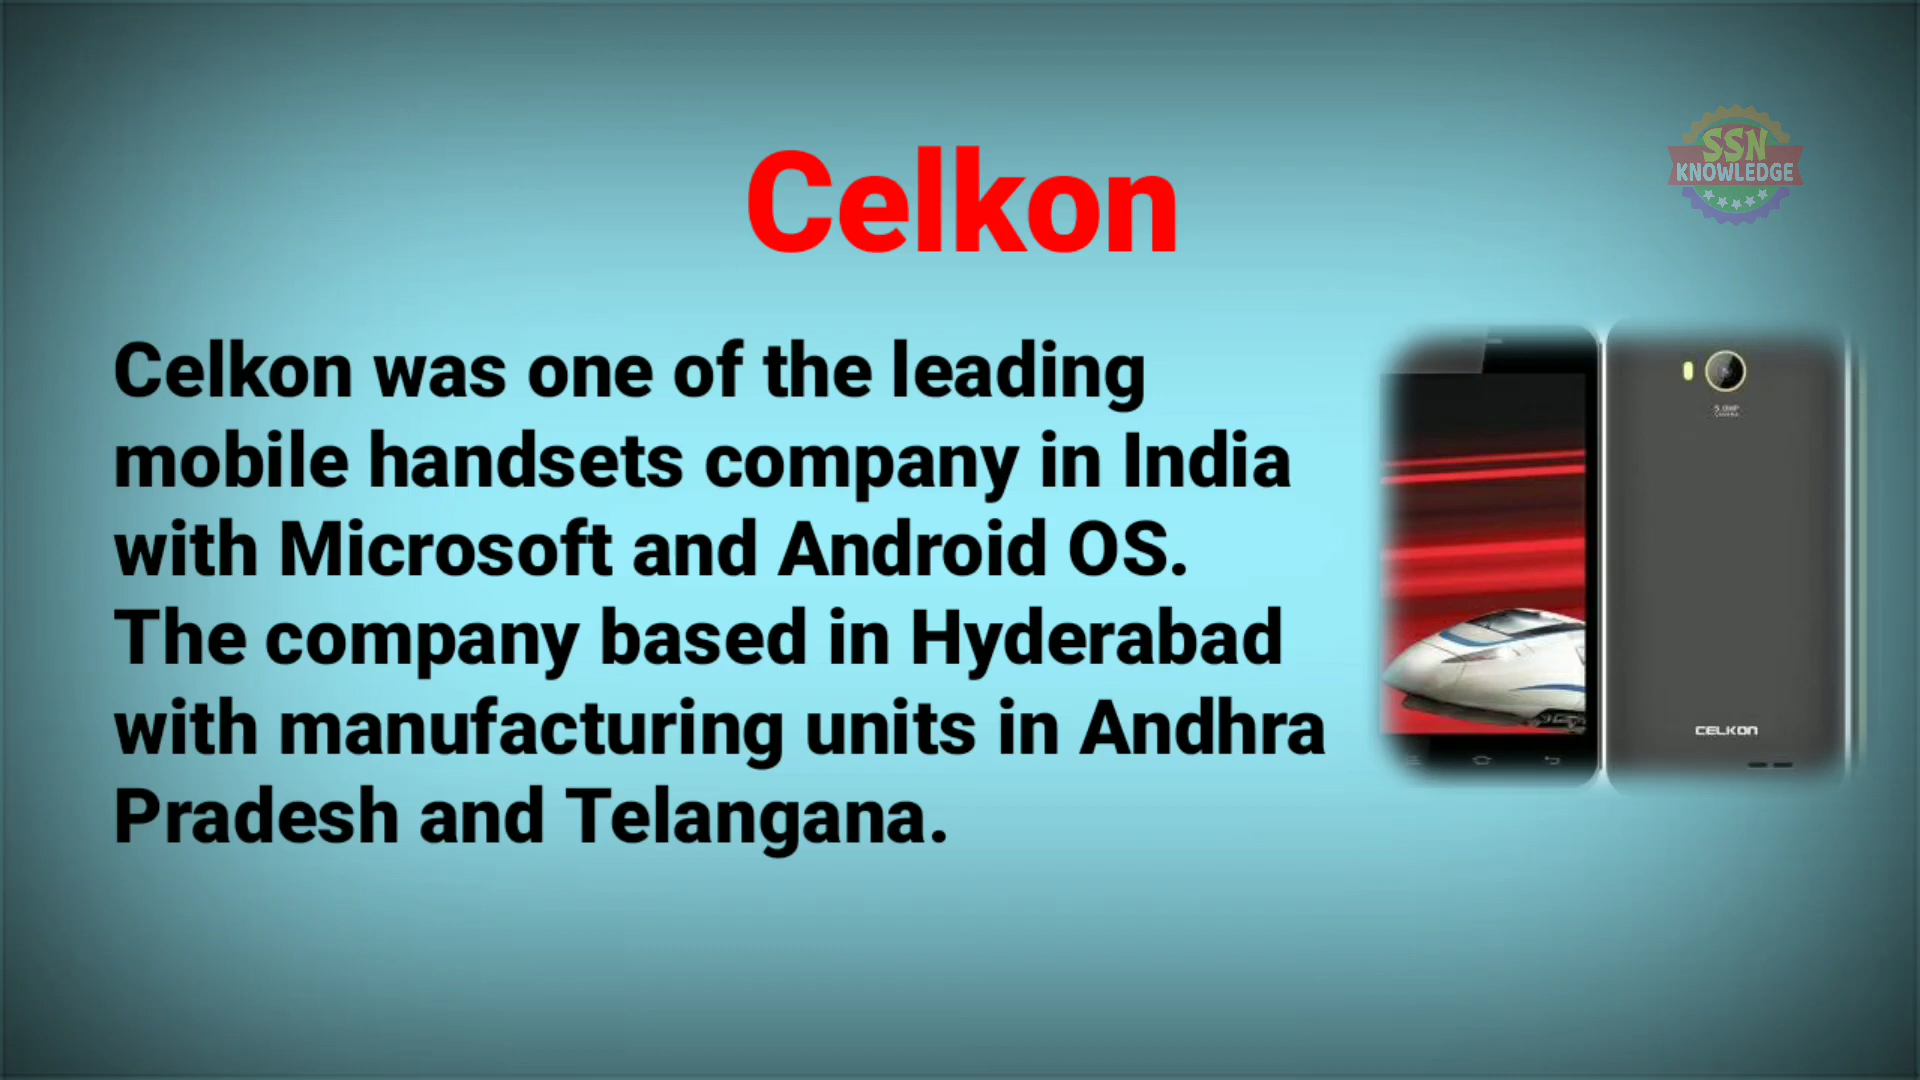 Celkon
SSN
KNOWLEDGE
Celkon was one of the leading
mobile handsets company in India
with Microsoft and Android OS.
The company based in Hyderabad
with manufacturing units in Andhra
Pradesh and Telangana.
CELKON